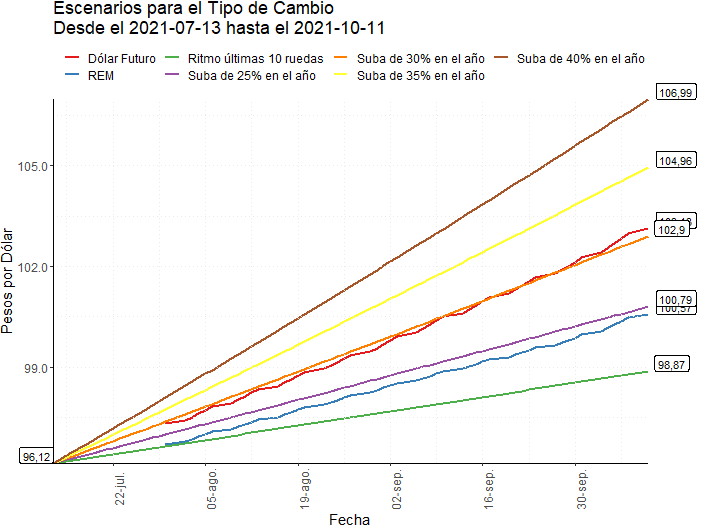 Escenarios para el Tipo de Cambio
Desde el 2021-07-13 hasta el 2021-10-11
Dólar Futuro
Ritmo últimas 10 ruedas
Suba de 30% en el año
Suba de 40% en el año
REM
Suba de 25% en el año
Suba de 35% en el año
106,99
105.0
104,96
102,9
102.0
100,79
100,57
99.0
98,87
96,12
Pesos por Dólar
22-jul.
05-ago.
19-ago.
02-sep.
16-sep.
30-sep.
Fecha